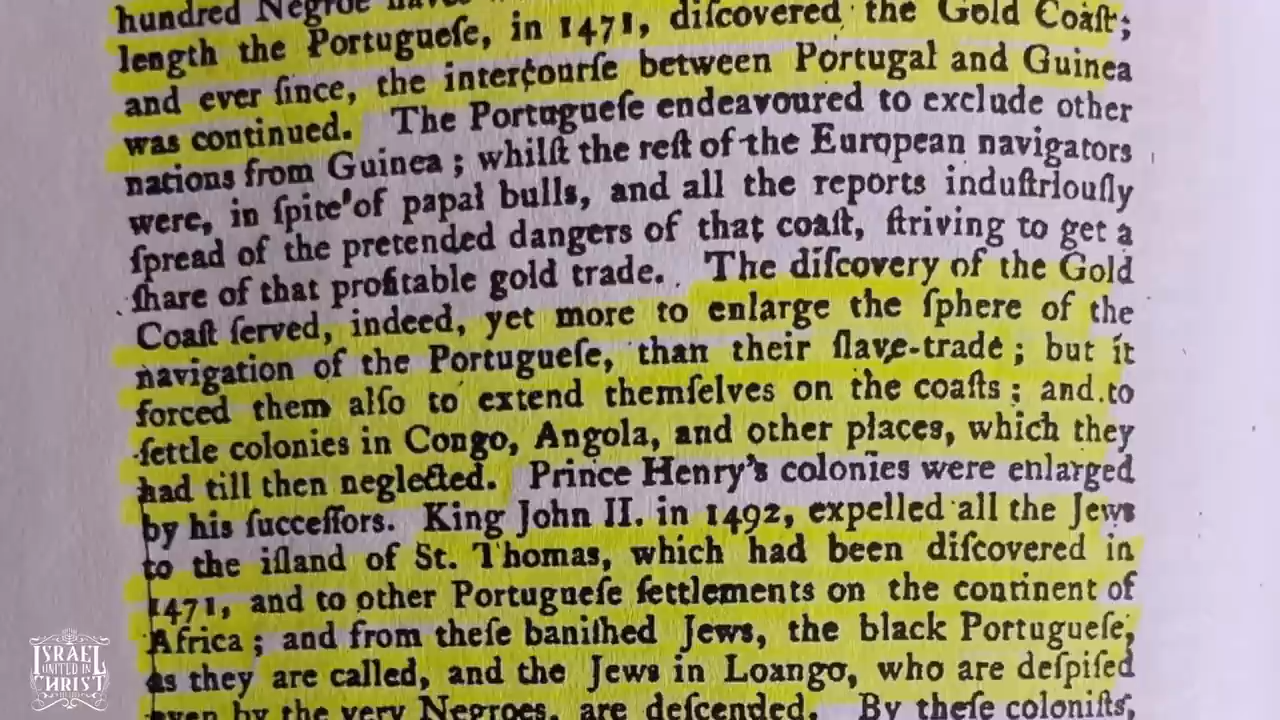 hundred Negroe
length the Portugueſe, in 1471, diſcovered the Gold Coaſt;
and ever ſince, the intercourſe between Portugal and Guinea
was continued. The Portugueſe endeavoured to exclude other
nations from Guinea; whilſt the reſt of the European navigators
were, in ſpite of papal bulls, and all the reports induſtriouſly
ſpread of the pretended dangers of that coaſt, ſtriving to get a
ſhare of that profitable gold trade. The diſcovery of the Gold
Coaſt ſerved, indeed, yet more to enlarge the ſphere of the
navigation of the Portugueſe, than their ſlave-trade; but it
forced them alſo to extend themſelves on the coaſts; and to
ſettle colonies in Congo, Angola, and other places, which they
had till then neglected. Prince Henry's colonies were enlarged
by his ſucceſſors. King John II. in 1492, expelled all the Jews
to the iſland of St. Thomas, which had been diſcovered in
1471, and to other Portugueſe ſettlements on the continent of
Africa; and from theſe baniſhed Jews, the black Portugueſe,
as they are called, and the Jews in Loango, who are deſpiſed
even by the very Negroes, are deſcended. By theſe coloniſts,
ISRAEL
UNITED IN
CHRIST